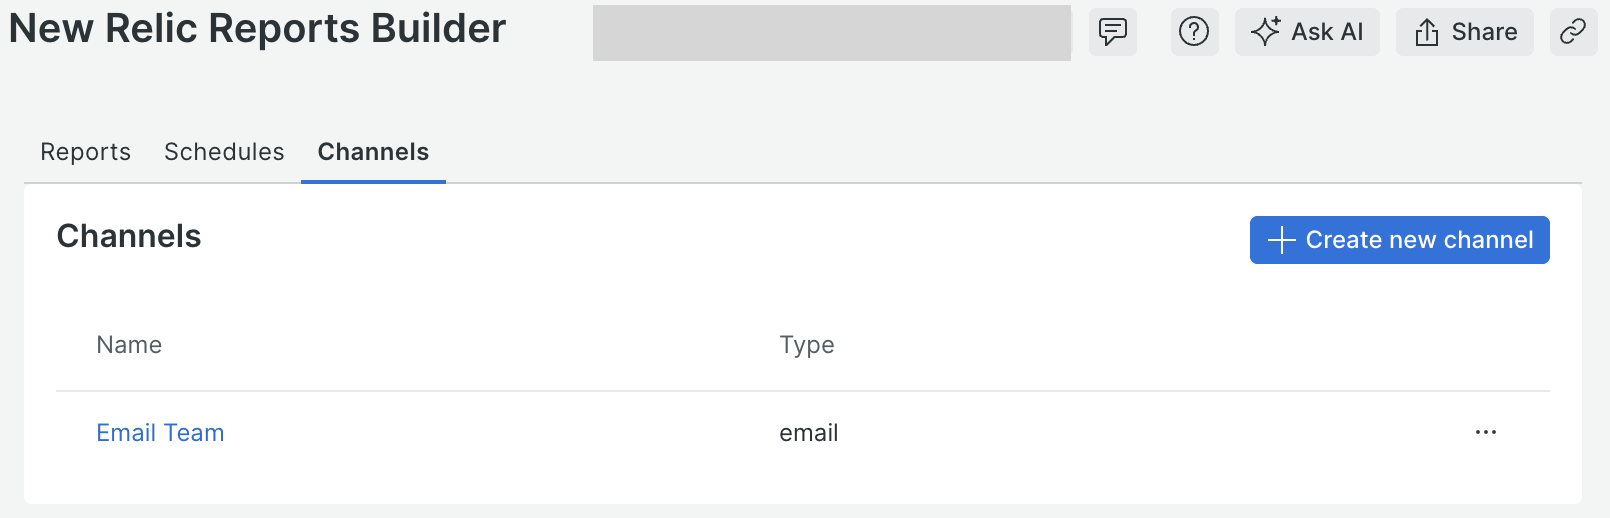 New Relic Reports Builder
Ask AI
Share
Reports Schedules Channels
Channels
Create new channel
Name Type
Email Team email